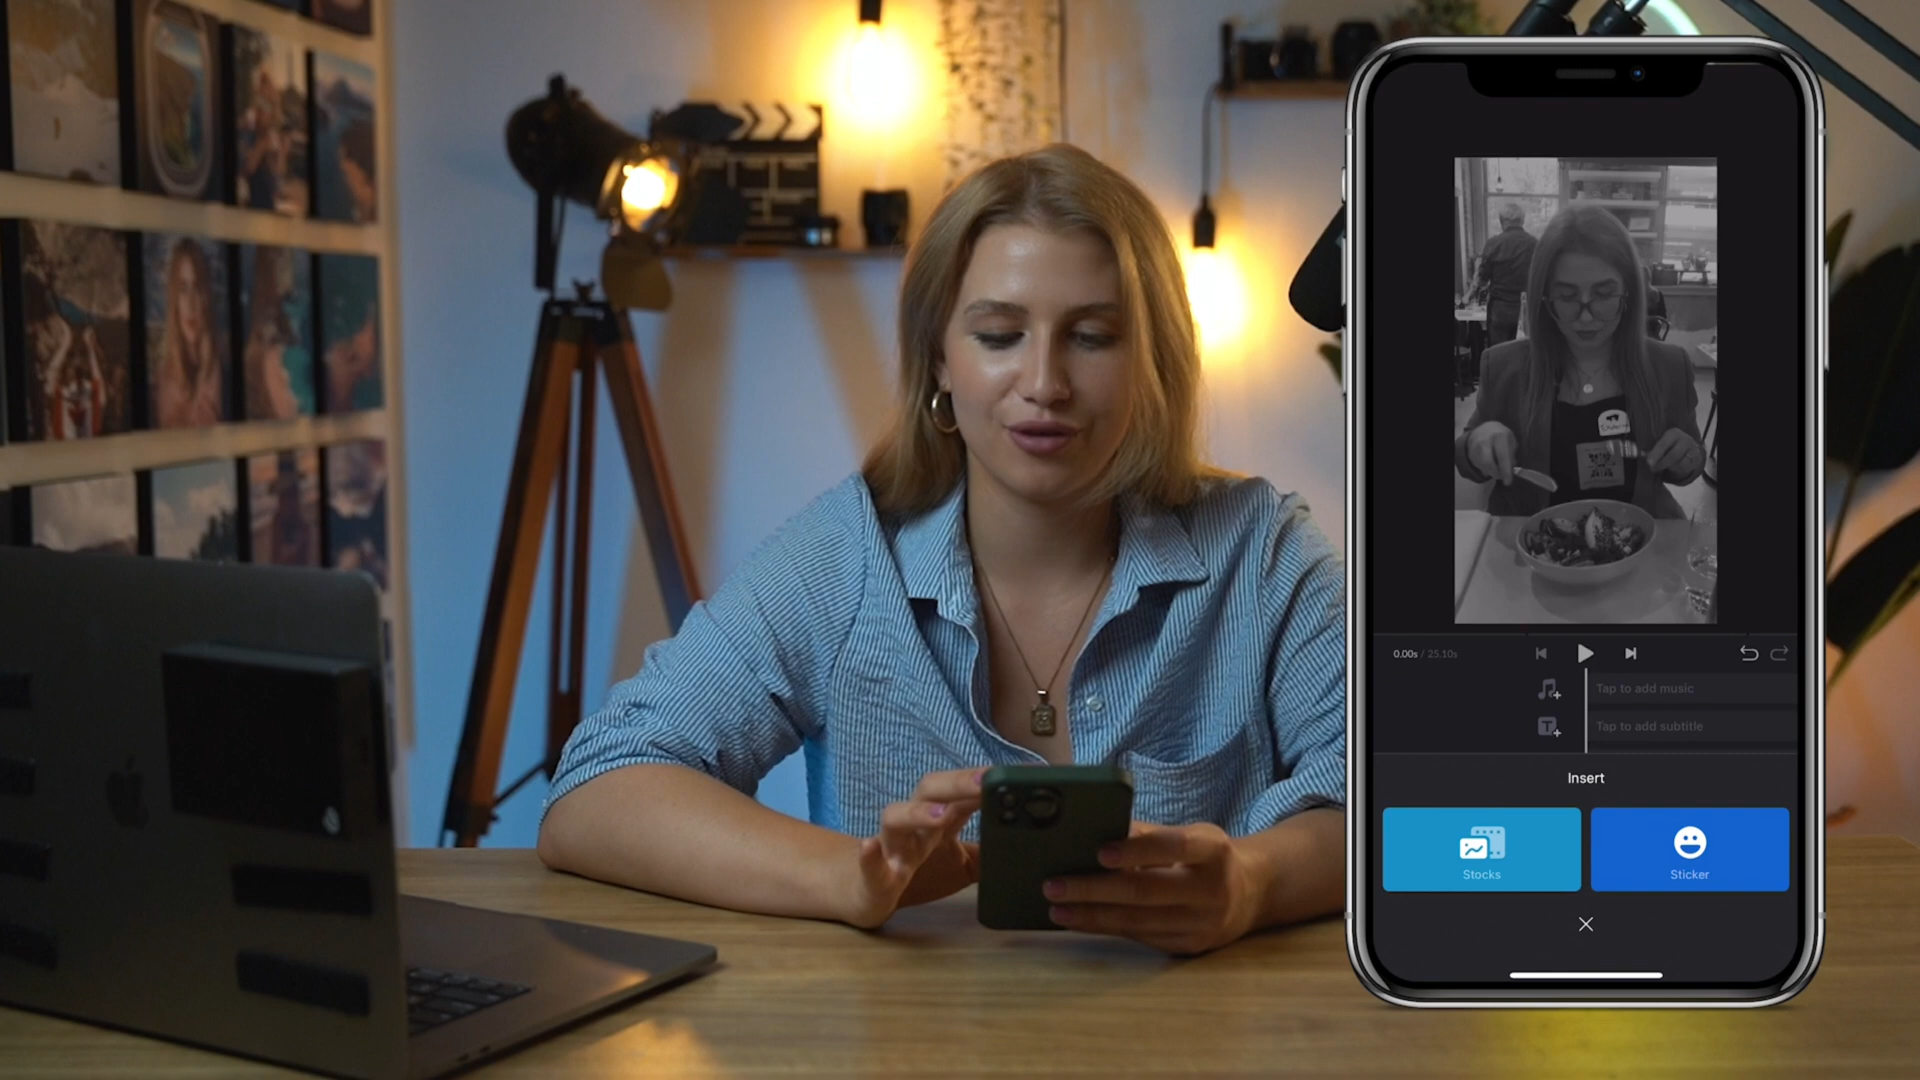 0.00s / 25.10s
Tap to add music
Tap to add subtitle
Insert
Stocks
Sticker